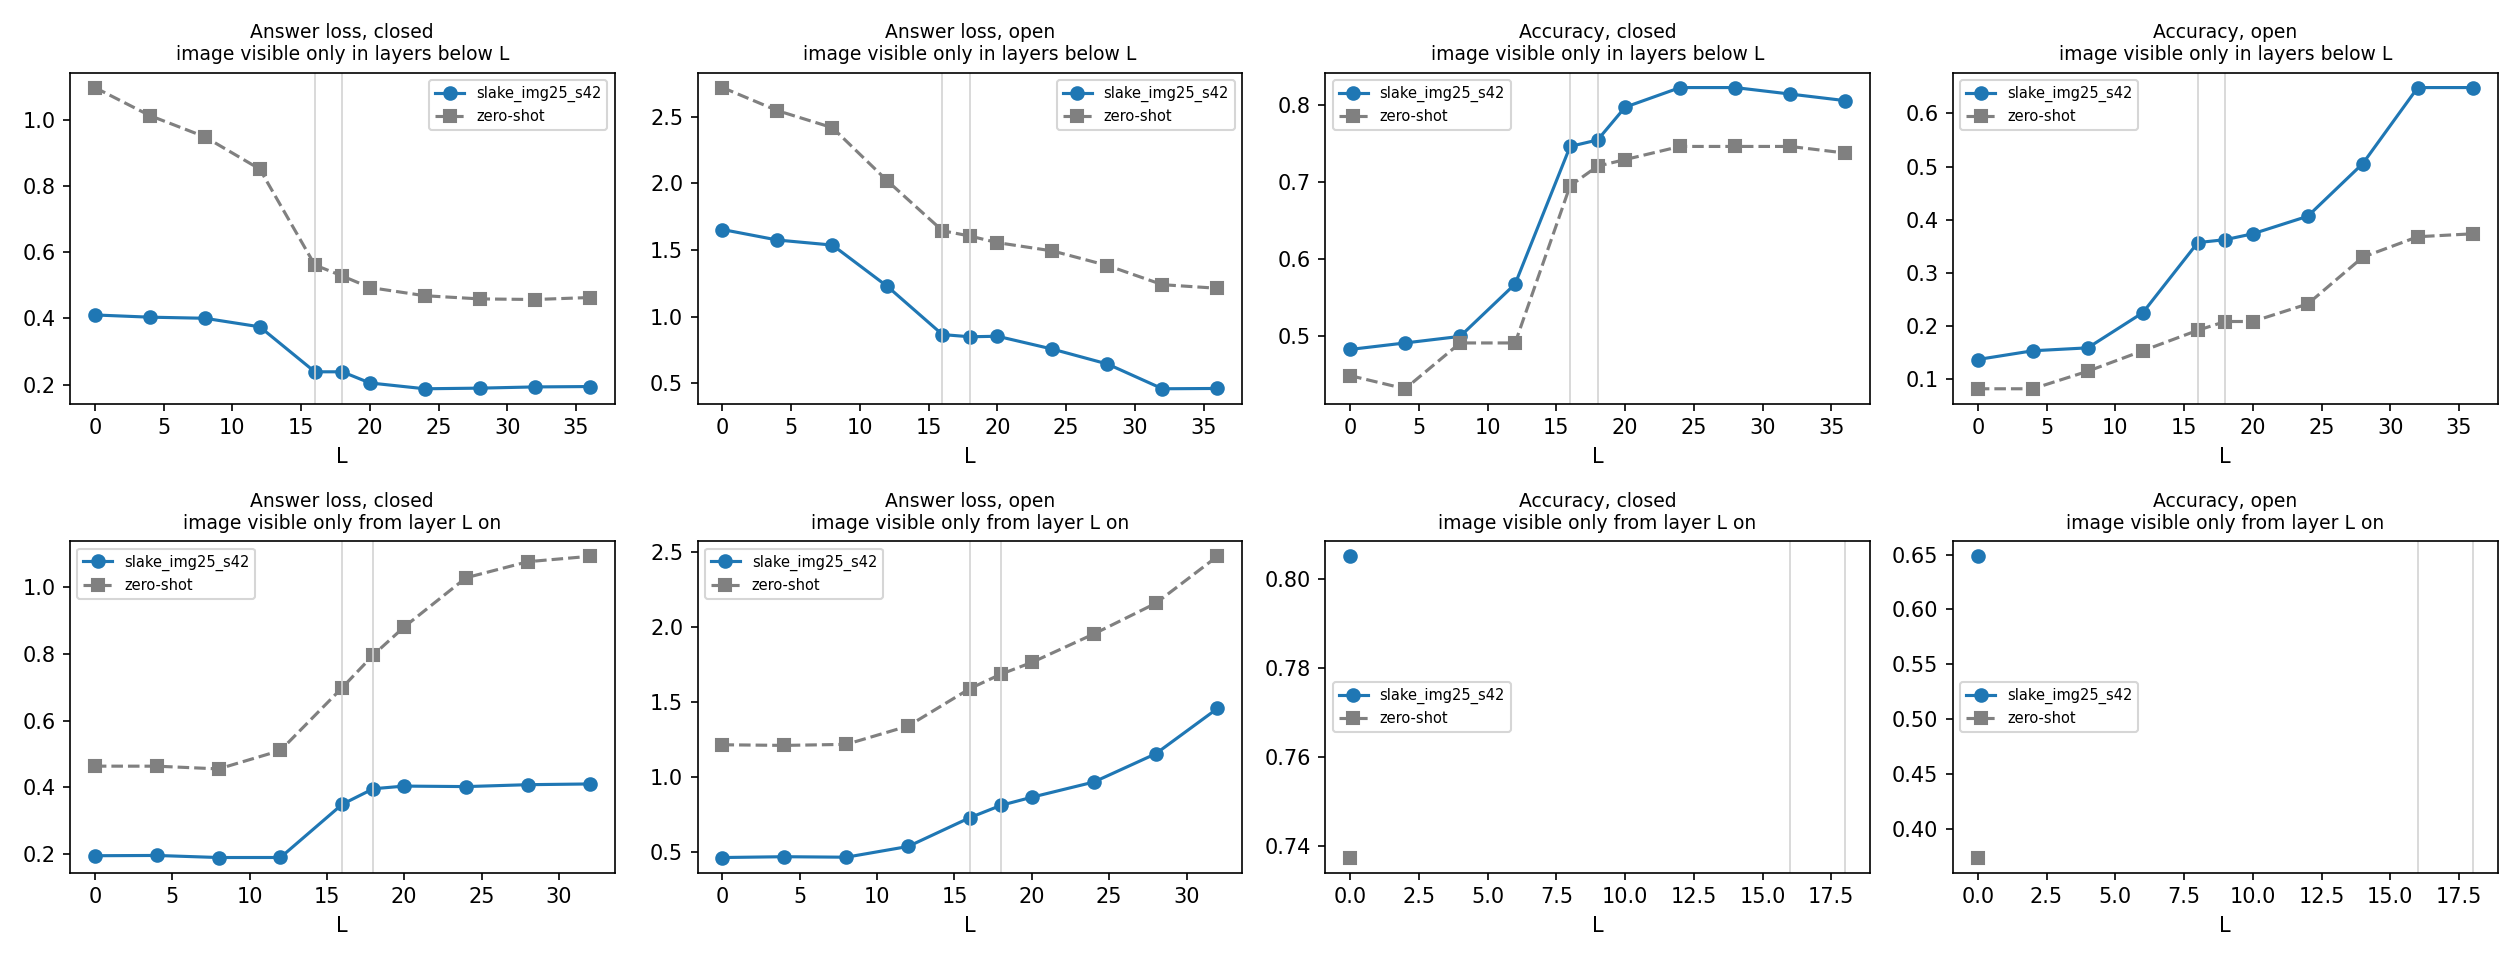 Answer loss, closed
image visible only in layers below L
1.0
0.8
0.6
0.4
0.2
slake_img25_s42
zero-shot
0 5 10 15 20 25 30 35
L
Answer loss, open
image visible only in layers below L
2.5
2.0
1.5
1.0
0.5
slake_img25_s42
zero-shot
0 5 10 15 20 25 30 35
L
Accuracy, closed
image visible only in layers below L
0.8
0.7
0.6
0.5
slake_img25_s42
zero-shot
0 5 10 15 20 25 30 35
L
Accuracy, open
image visible only in layers below L
0.6
0.5
0.4
0.3
0.2
0.1
slake_img25_s42
zero-shot
0 5 10 15 20 25 30 35
L
Answer loss, closed
image visible only from layer L on
1.0
0.8
0.6
0.4
0.2
slake_img25_s42
zero-shot
0 5 10 15 20 25 30
L
Answer loss, open
image visible only from layer L on
2.5
2.0
1.5
1.0
0.5
slake_img25_s42
zero-shot
0 5 10 15 20 25 30
L
Accuracy, closed
image visible only from layer L on
0.80
0.78
0.76
0.74
slake_img25_s42
zero-shot
0.0 2.5 5.0 7.5 10.0 12.5 15.0 17.5
L
Accuracy, open
image visible only from layer L on
0.65
0.60
0.55
0.50
0.45
0.40
slake_img25_s42
zero-shot
0.0 2.5 5.0 7.5 10.0 12.5 15.0 17.5
L